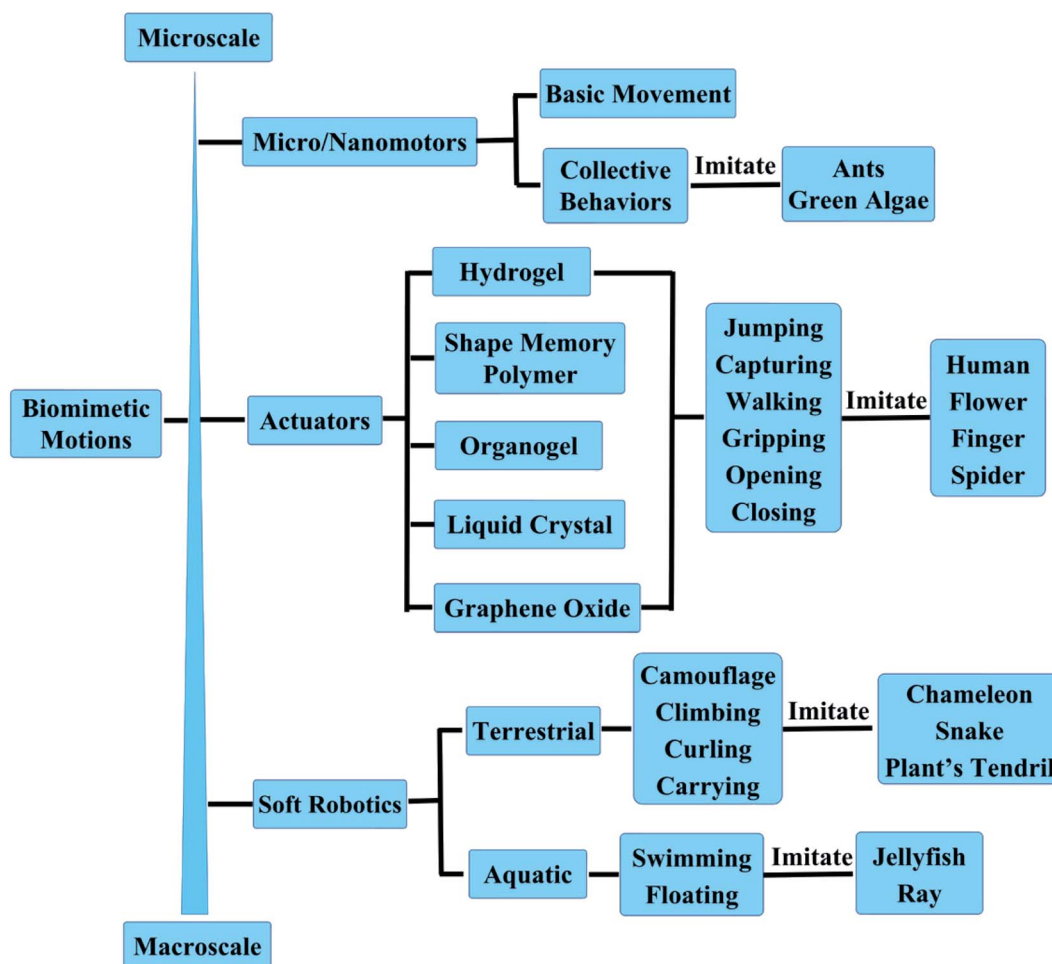 Microscale
Basic Movement
Micro/Nanomotors
Collective
Behaviors
Imitate
Ants
Green Algae
Hydrogel
Shape Memory
Polymer
Organogel
Liquid Crystal
Graphene Oxide
Biomimetic
Motions
Actuators
Jumping
Capturing
Walking
Gripping
Opening
Closing
Imitate
Human
Flower
Finger
Spider
Soft Robotics
Terrestrial
Camouflage
Climbing
Curling
Carrying
Imitate
Chameleon
Snake
Plant’s Tendril
Aquatic
Swimming
Floating
Imitate
Jellyfish
Ray
Macroscale